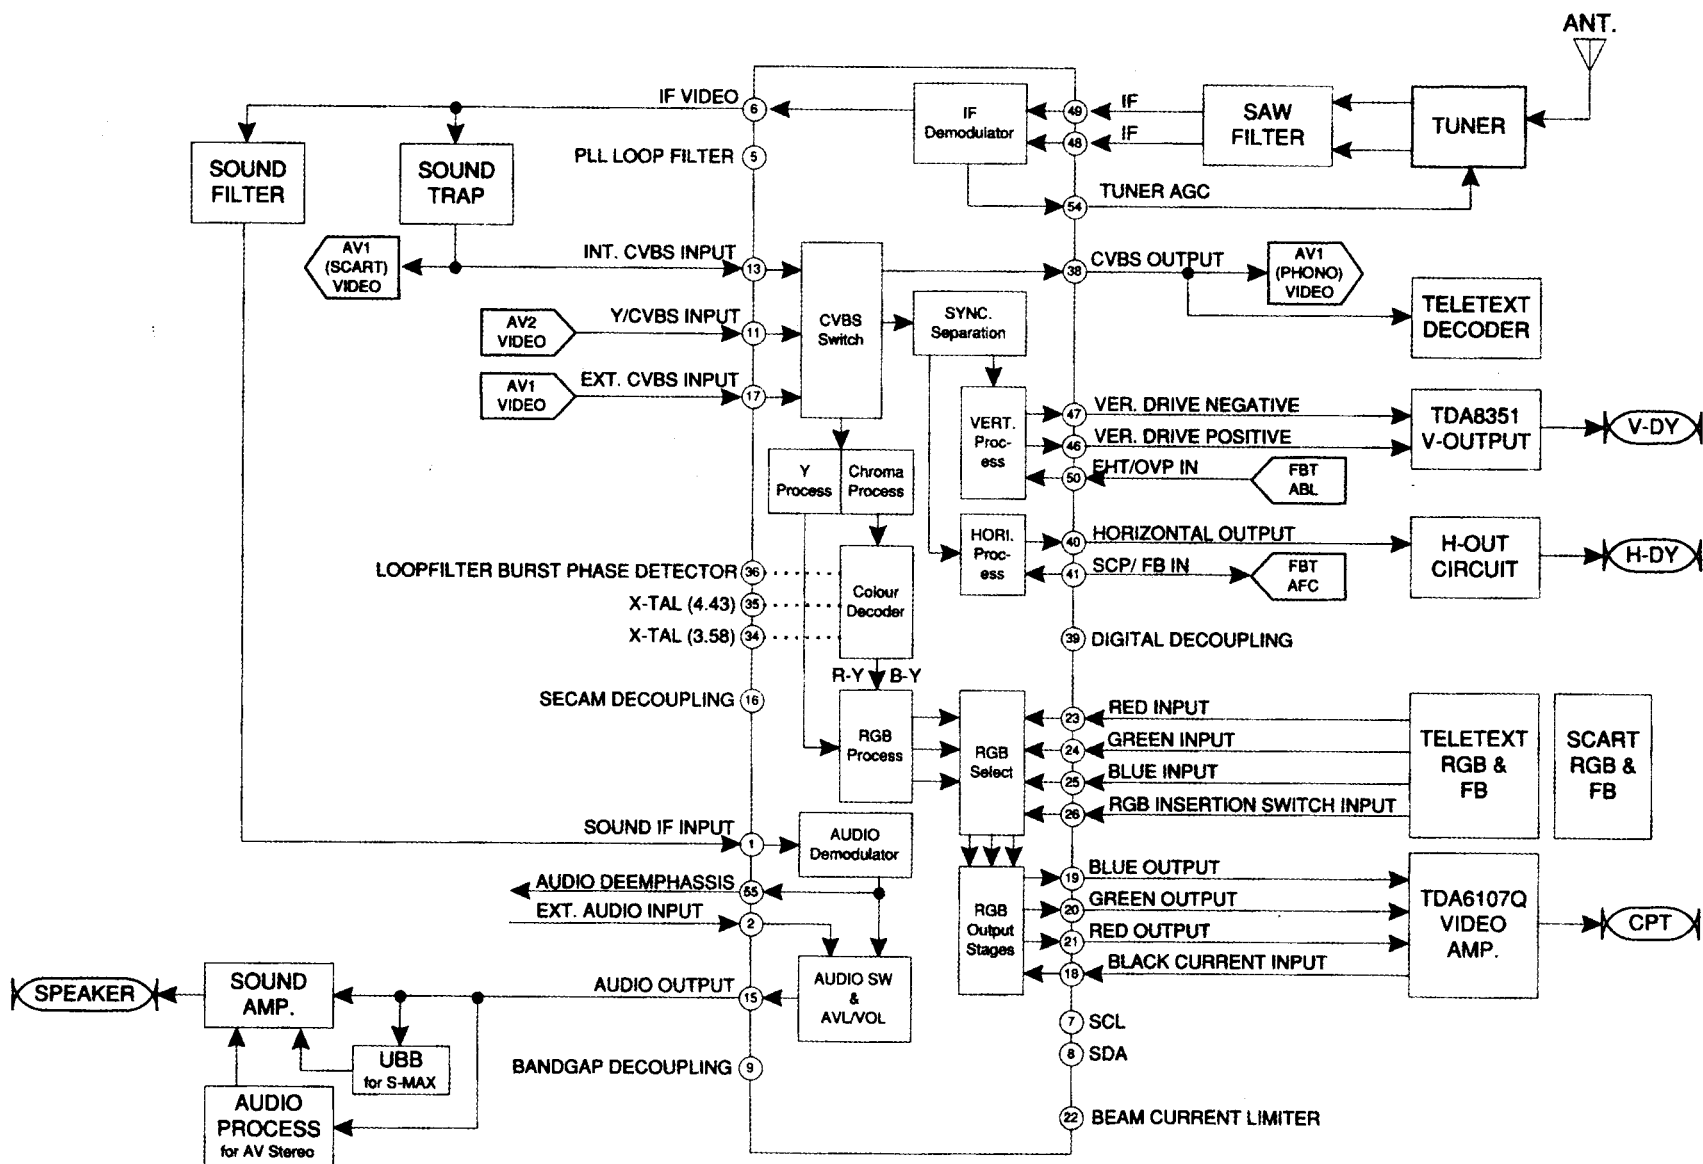 ANT.
IF VIDEO
6
IF
Demodulator
49
IF
48
IF
SAW
FILTER
TUNER
PLL LOOP FILTER
5
SOUND
FILTER
SOUND
TRAP
54
TUNER AGC
AV1
(SCART)
VIDEO
INT. CVBS INPUT
13
CVBS
Switch
38
CVBS OUTPUT
AV1
(PHONO)
VIDEO
TELETEXT
DECODER
AV2
VIDEO
Y/CVBS INPUT
11
SYNC.
Separation
AV1
VIDEO
EXT. CVBS INPUT
17
VERT.
Proc-
ess
47
VER. DRIVE NEGATIVE
46
VER. DRIVE POSITIVE
50
EHT/OVP IN
FBT
ABL
TDA8351
V-OUTPUT
V-DY
Y
Process
Chroma
Process
HORI.
Proc-
ess
40
HORIZONTAL OUTPUT
41
SCP/ FB IN
FBT
AFC
H-OUT
CIRCUIT
H-DY
LOOPFILTER BURST PHASE DETECTOR
36
X-TAL (4.43)
35
X-TAL (3.58)
34
Colour
Decoder
39
DIGITAL DECOUPLING
R-Y
B-Y
SECAM DECOUPLING
16
RGB
Process
RGB
Select
23
RED INPUT
24
GREEN INPUT
25
BLUE INPUT
26
RGB INSERTION SWITCH INPUT
TELETEXT
RGB &
FB
SCART
RGB &
FB
SOUND IF INPUT
1
AUDIO
Demodulator
AUDIO DEEMPHASSIS
55
EXT. AUDIO INPUT
2
RGB
Output
Stages
19
BLUE OUTPUT
20
GREEN OUTPUT
21
RED OUTPUT
18
BLACK CURRENT INPUT
TDA6107Q
VIDEO
AMP.
CPT
SPEAKER
SOUND
AMP.
AUDIO OUTPUT
15
AUDIO SW
&
AVL/VOL
7
SCL
8
SDA
UBB
for S-MAX
BANDGAP DECOUPLING
9
AUDIO
PROCESS
for AV Stereo
22
BEAM CURRENT LIMITER